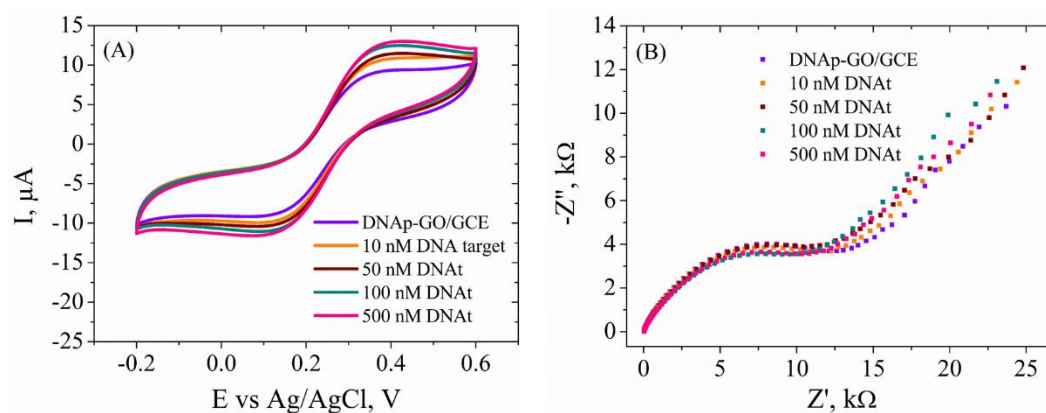 (A)
15
10
5
0
-5
-10
-15
-20
-25
I, µA
-0.2
0.0
0.2
0.4
0.6
E vs Ag/AgCl, V
DNAp-GO/GCE
10 nM DNA target
50 nM DNAt
100 nM DNAt
500 nM DNAt
(B)
14
12
10
8
6
4
2
0
-Z'', kΩ
0
5
10
15
20
25
Z', kΩ
DNAp-GO/GCE
10 nM DNAt
50 nM DNAt
100 nM DNAt
500 nM DNAt